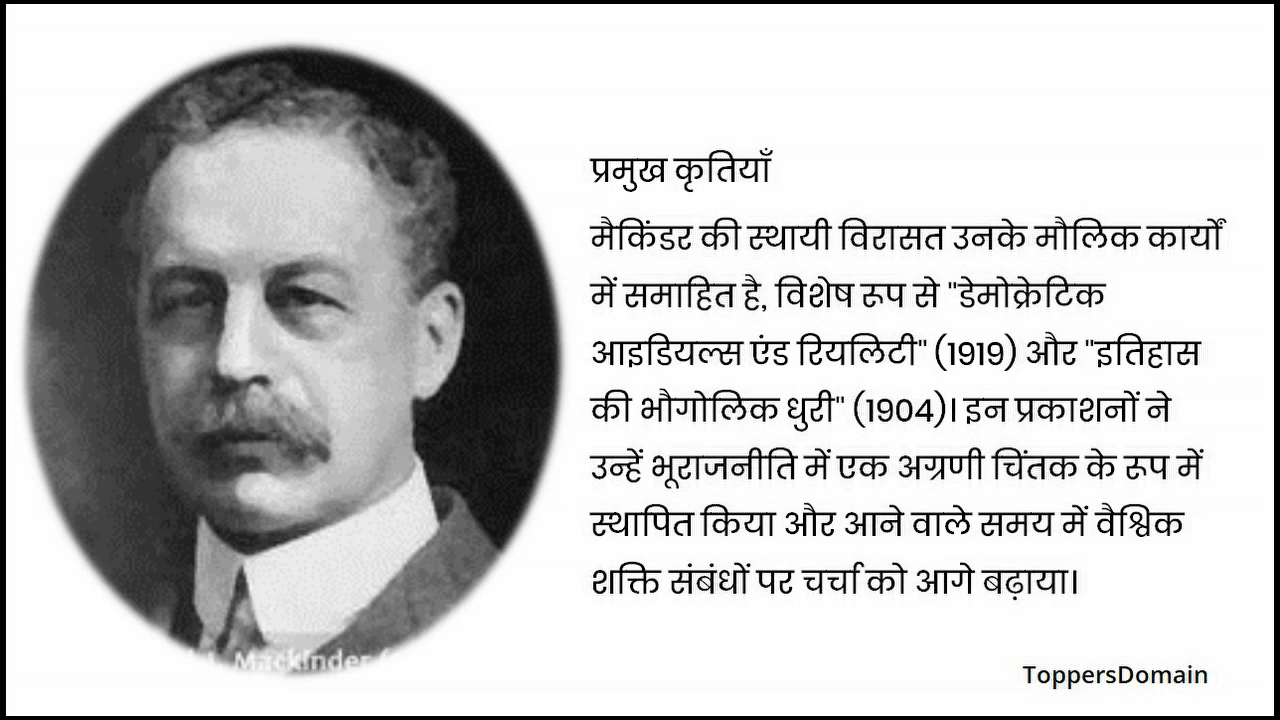 प्रमुख कृतियाँ
मैकिंडर की स्थायी विरासत उनके मौलिक कार्यों
में समाहित है, विशेष रूप से "डेमोक्रेटिक
आइडियल्स एंड रियलिटी" (1919) और "इतिहास
की भौगोलिक धुरी" (1904)। इन प्रकाशनों ने
उन्हें भूराजनीति में एक अग्रणी चिंतक के रूप में
स्थापित किया और आने वाले समय में वैश्विक
शक्ति संबंधों पर चर्चा को आगे बढ़ाया।
Mackinder
ToppersDomain